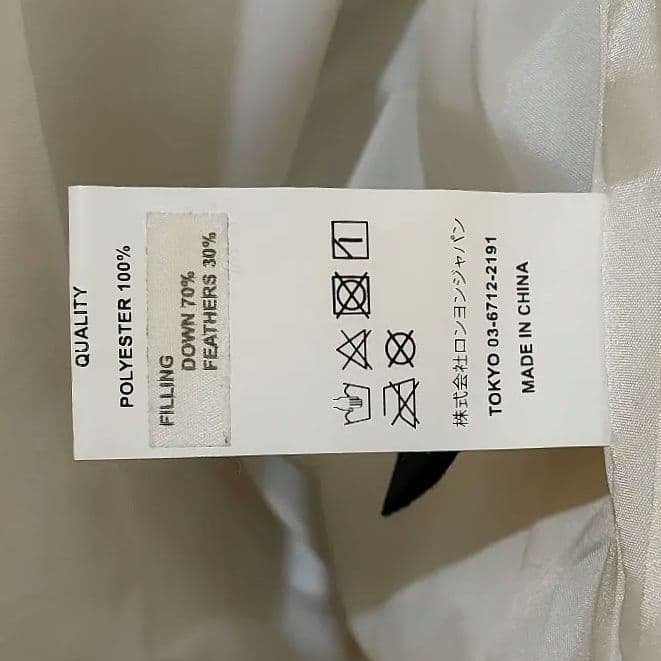 QUALITY
POLYESTER 100%
FILLING
DOWN 70%
FEATHERS 30%
株式会社ロンヨンジャパン
TOKYO 03-6712-2191
MADE IN CHINA